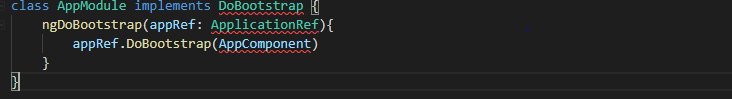 class AppModule implements DoBootstrap {
    ngDoBootstrap(appRef: ApplicationRef){
        appRef.DoBootstrap(AppComponent)
    }
}